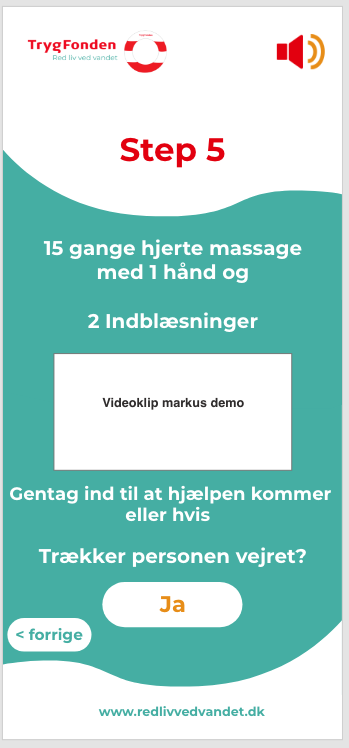 TrygFonden
Red liv ved vandet
Step 5
15 gange hjerte massage
med 1 hånd og
2 Indblæsninger
Videoklip markus demo
Gentag ind til at hjælpen kommer
eller hvis
Trækker personen vejret?
Ja
< forrige
www.redlivvedvandet.dk